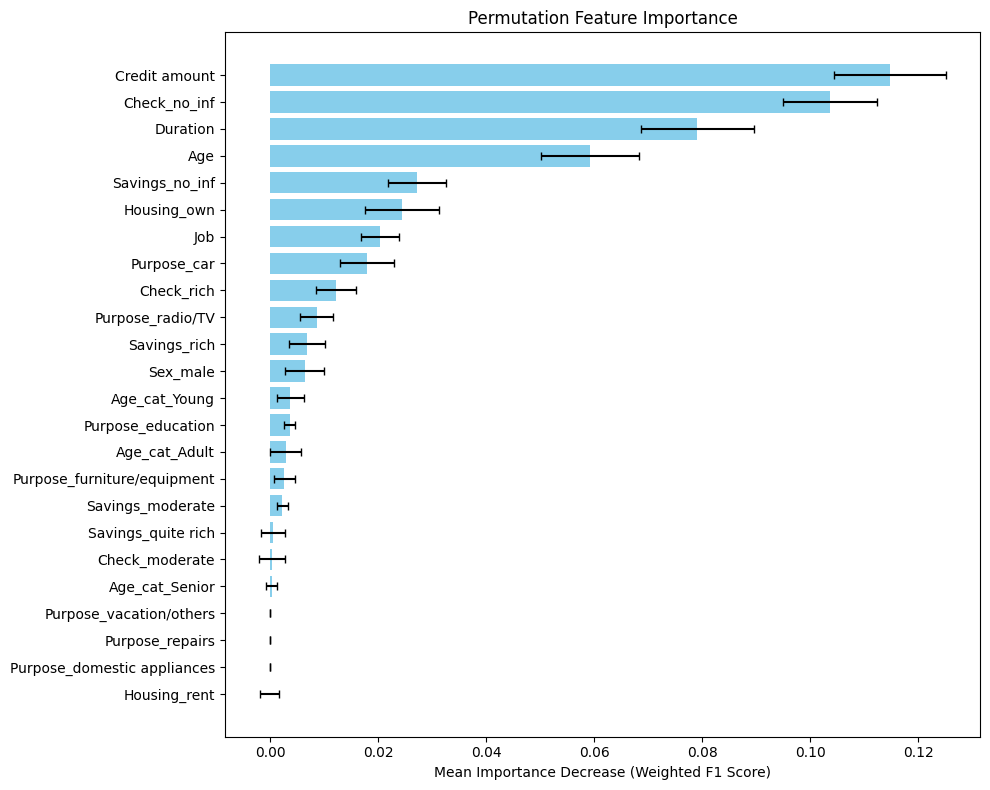 Permutation Feature Importance
Credit amount
Check_no_inf
Duration
Age
Savings_no_inf
Housing_own
Job
Purpose_car
Check_rich
Purpose_radio/TV
Savings_rich
Sex_male
Age_cat_Young
Purpose_education
Age_cat_Adult
Purpose_furniture/equipment
Savings_moderate
Savings_quite rich
Check_moderate
Age_cat_Senior
Purpose_vacation/others
Purpose_repairs
Purpose_domestic appliances
Housing_rent
0.00 0.02 0.04 0.06 0.08 0.10 0.12
Mean Importance Decrease (Weighted F1 Score)